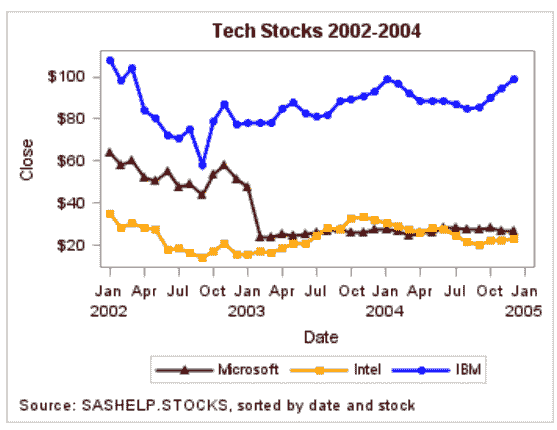 Tech Stocks 2002-2004
Close
$100
$80
$60
$40
$20
Jan Apr Jul Oct Jan Apr Jul Oct Jan Apr Jul Oct Jan
2002 2003 2004 2005
Date
Microsoft Intel IBM
Source: SASHELP.STOCKS, sorted by date and stock